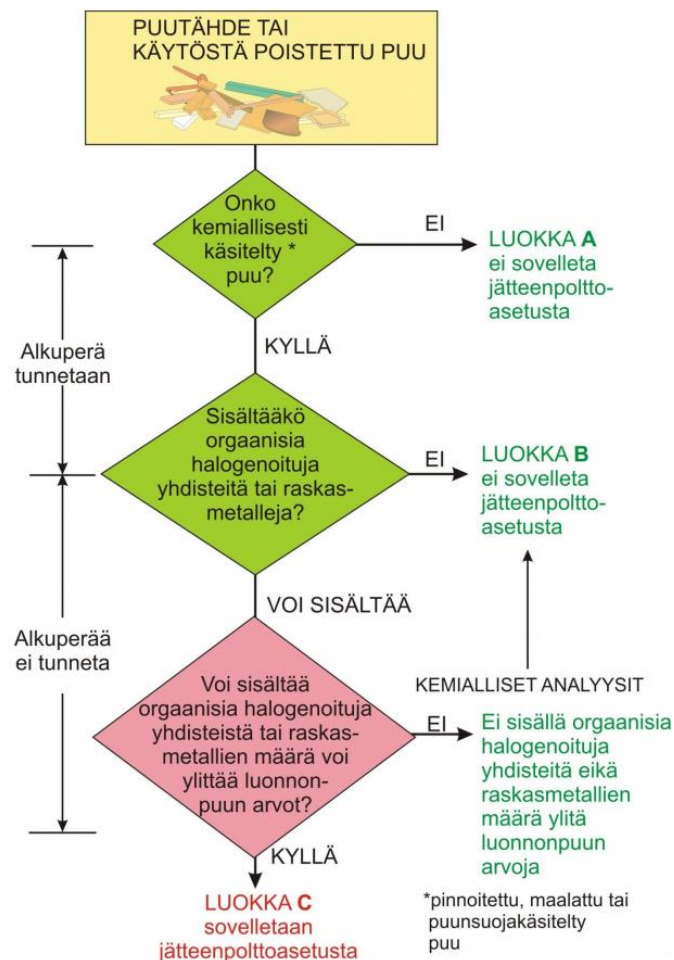 PUUTÄHDE TAI
KÄYTÖSTÄ POISTETTU PUU
Onko
kemiallisesti
käsitelty *
puu?
EI
LUOKKA A
ei sovelleta
jätteenpoltto-
asetusta
Alkuperä
tunnetaan
KYLLÄ
Sisältääkö
orgaanisia
halogenoituja
yhdisteitä tai raskas-
metalleja?
EI
LUOKKA B
ei sovelleta
jätteenpoltto-
asetusta
VOI SISÄLTÄÄ
Alkuperää
ei tunneta
Voi sisältää
orgaanisia halogenoituja
yhdisteistä tai raskas-
metallien määrä voi
ylittää luonnon-
puun arvot?
KEMIALLISET ANALYYSIT
EI
Ei sisällä orgaanisia
halogenoituja
yhdisteitä eikä
raskasmetallien
määrä ylitä
luonnonpuun
arvoja
KYLLÄ
LUOKKA C
sovelletaan
jätteenpolttoasetusta
*pinnoitettu, maalattu tai
puunsuojakäsitelty
puu